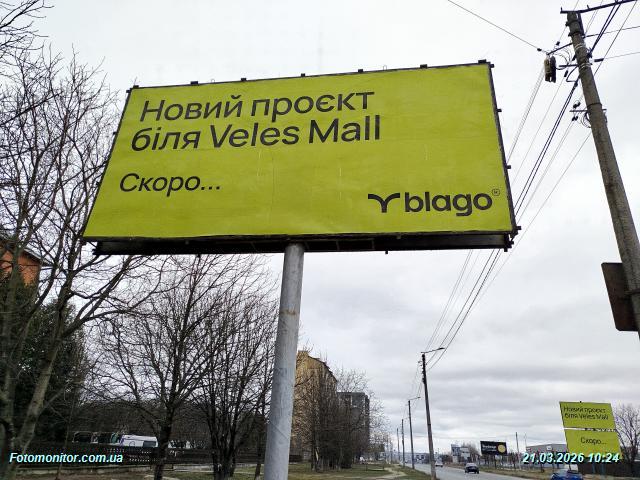 Новий проєкт
біля Veles Mall
Скоро...
blago
Новий проєкт
біля Veles Mall
Скоро...
Fotomonitor.com.ua
21.03.2026 10:24